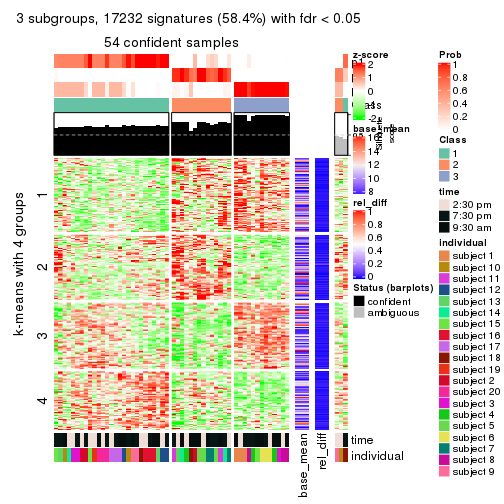 3 subgroups, 17232 signatures (58.4%) with fdr < 0.05
54 confident samples
k-means with 4 groups
1
2
3
4
base_mean
rel_diff
time
individual
z-score
2
1
0
-1
-2
base_mean
16
14
12
10
8
rel_diff
1
0.8
0.6
0.4
0.2
0
Status (barplots)
confident
ambiguous
Prob
1
0.8
0.6
0.4
0.2
0
Class
1
2
3
time
2:30 pm
7:30 pm
9:30 am
individual
subject 1
subject 10
subject 11
subject 12
subject 13
subject 14
subject 15
subject 16
subject 17
subject 18
subject 19
subject 2
subject 20
subject 3
subject 4
subject 5
subject 6
subject 7
subject 8
subject 9